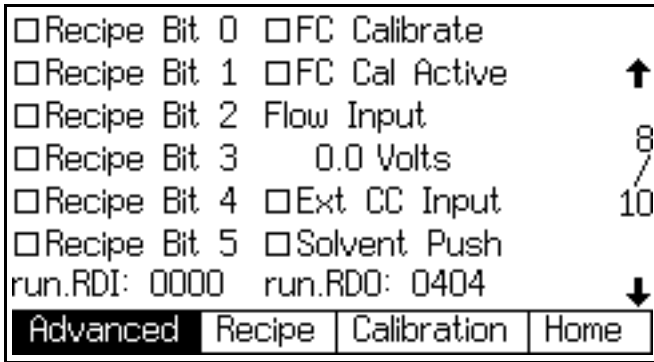 □Recipe Bit 0 □FC Calibrate
□Recipe Bit 1 □FC Cal Active
□Recipe Bit 2 Flow Input
□Recipe Bit 3 0.0 Volts
□Recipe Bit 4 □Ext CC Input
□Recipe Bit 5 □Solvent Push
8/10
run.RDI: 0000 run.RDO: 0404
Advanced Recipe Calibration Home